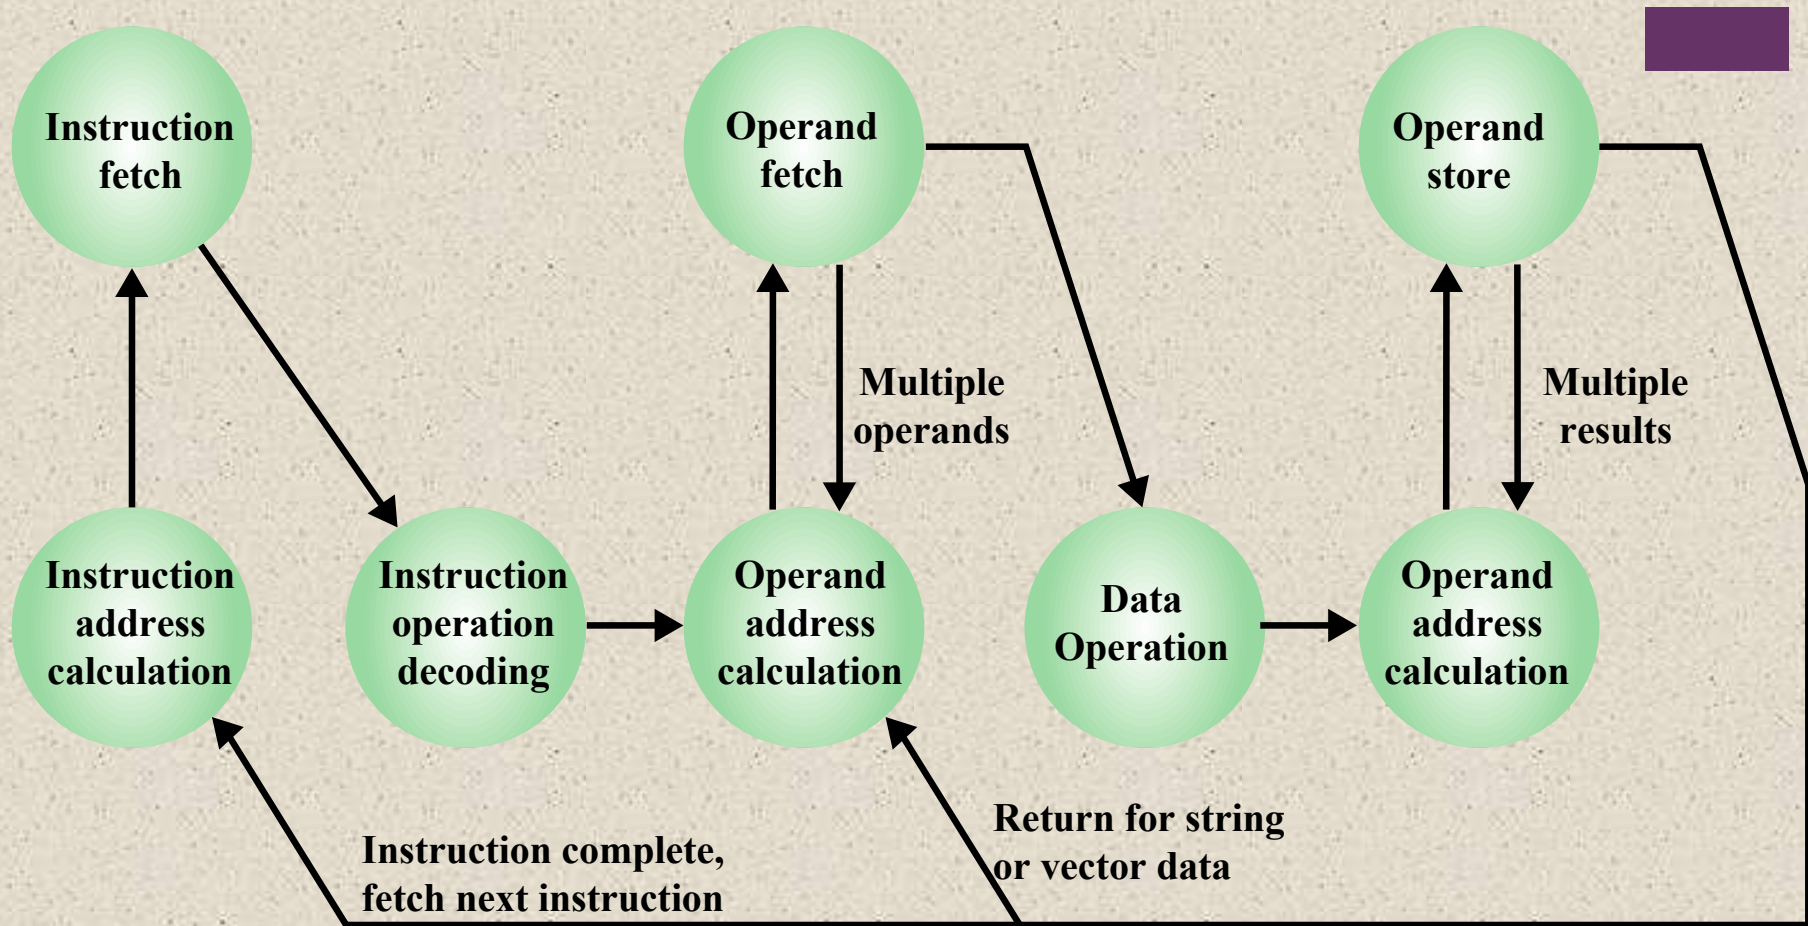 Instruction
fetch
Operand
fetch
Operand
store
Multiple
operands
Multiple
results
Instruction
address
calculation
Instruction
operation
decoding
Operand
address
calculation
Data
Operation
Operand
address
calculation
Instruction complete,
fetch next instruction
Return for string
or vector data